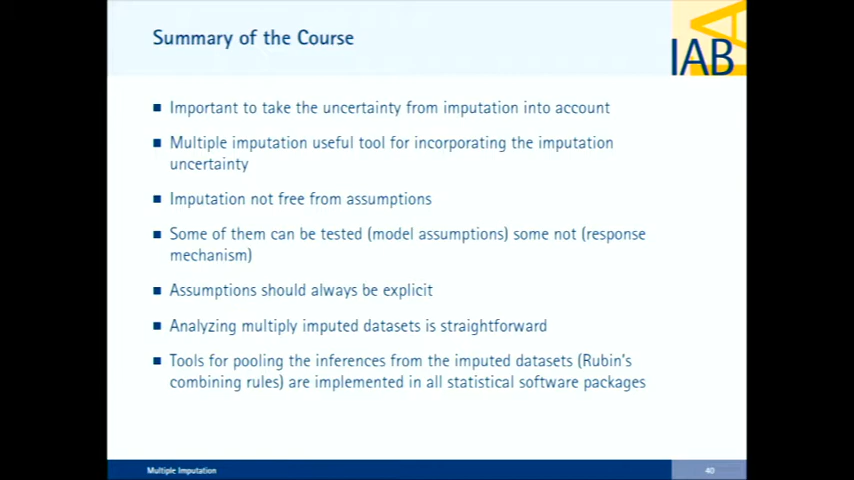 Summary of the Course
IAB
■ Important to take the uncertainty from imputation into account
■ Multiple imputation useful tool for incorporating the imputation
uncertainty
■ Imputation not free from assumptions
■ Some of them can be tested (model assumptions) some not (response
mechanism)
■ Assumptions should always be explicit
■ Analyzing multiply imputed datasets is straightforward
■ Tools for pooling the inferences from the imputed datasets (Rubin's
combining rules) are implemented in all statistical software packages
Multiple Imputation
40